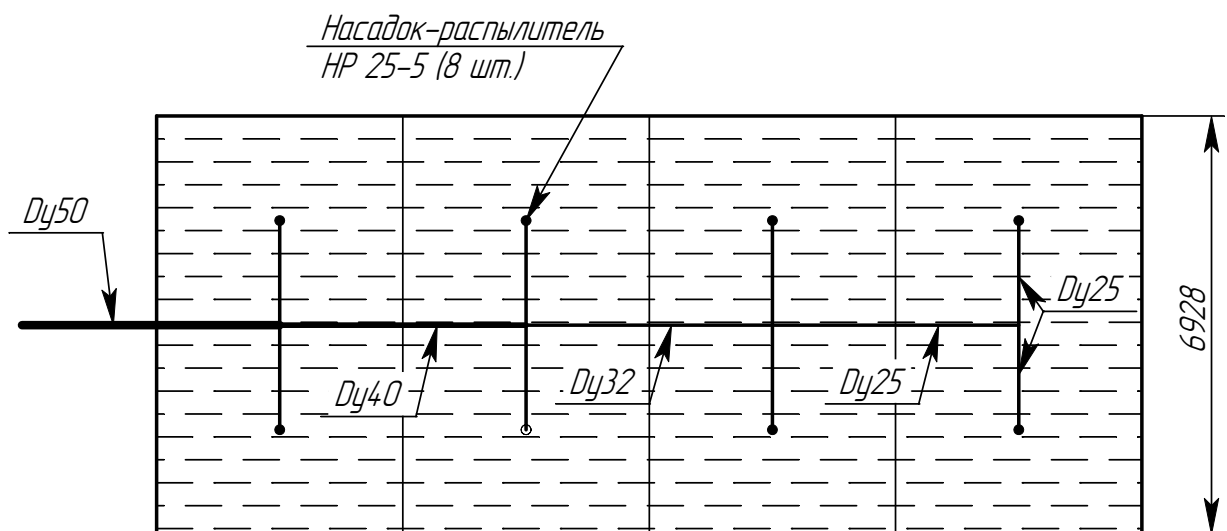 Насадок-распылитель
НР 25-5 (8 шт.)
Dy50
Dy25
6928
Dy40
Dy32
Dy25